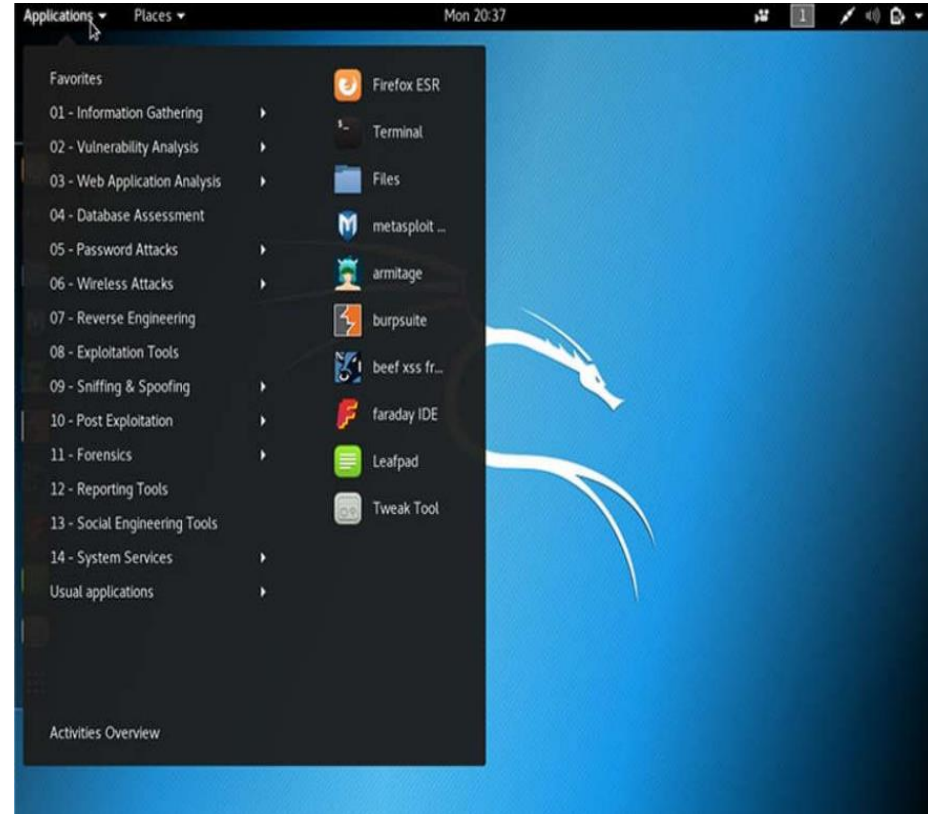 Applications Places Mon 20:37 1
Favorites
01 - Information Gathering
02 - Vulnerability Analysis
03 - Web Application Analysis
04 - Database Assessment
05 - Password Attacks
06 - Wireless Attacks
07 - Reverse Engineering
08 - Exploitation Tools
09 - Sniffing & Spoofing
10 - Post Exploitation
11 - Forensics
12 - Reporting Tools
13 - Social Engineering Tools
14 - System Services
Usual applications
Activities Overview
Firefox ESR
Terminal
Files
metasploit ...
armitage
burpsuite
beef xss fr...
faraday IDE
Leafpad
Tweak Tool